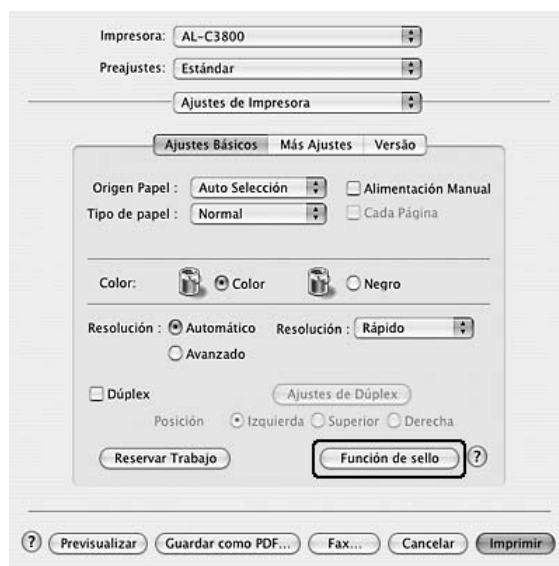 Impresora: AL-C3800
Preajustes: Estándar
Ajustes de Impresora
Ajustes Básicos Más Ajustes Versão
Origen Papel : Auto Selección Alimentación Manual
Tipo de papel : Normal Cada Página
Color: Color Negro
Resolución : Automático Resolución : Rápido
Avanzado
Dúplex Ajustes de Dúplex
Posición Izquierda Superior Derecha
Reservar Trabajo Función de sello ?
? Previsualizar Guardar como PDF... Fax... Cancelar Imprimir